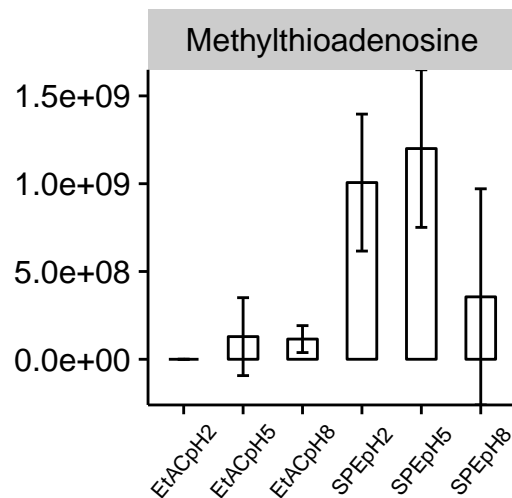 Methylthioadenosine
1.5e+09
1.0e+09
5.0e+08
0.0e+00
EtACpH2
EtACpH5
EtACpH8
SPEpH2
SPEpH5
SPEpH8